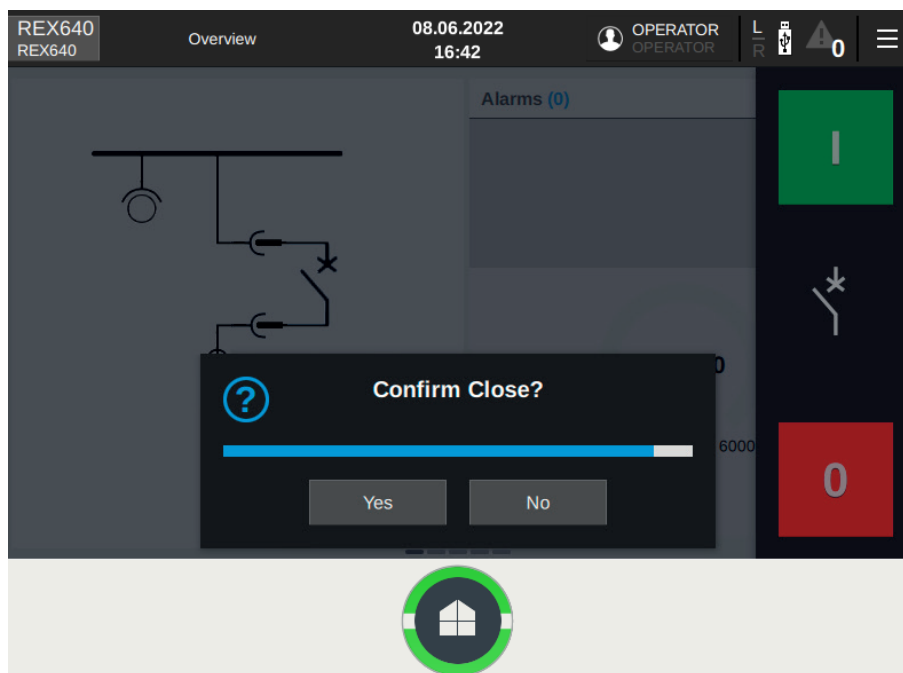 REX640
REX640
Overview
08.06.2022
16:42
OPERATOR
OPERATOR
L
R
0
Alarms (0)
I
0
6000
Confirm Close?
Yes
No
0